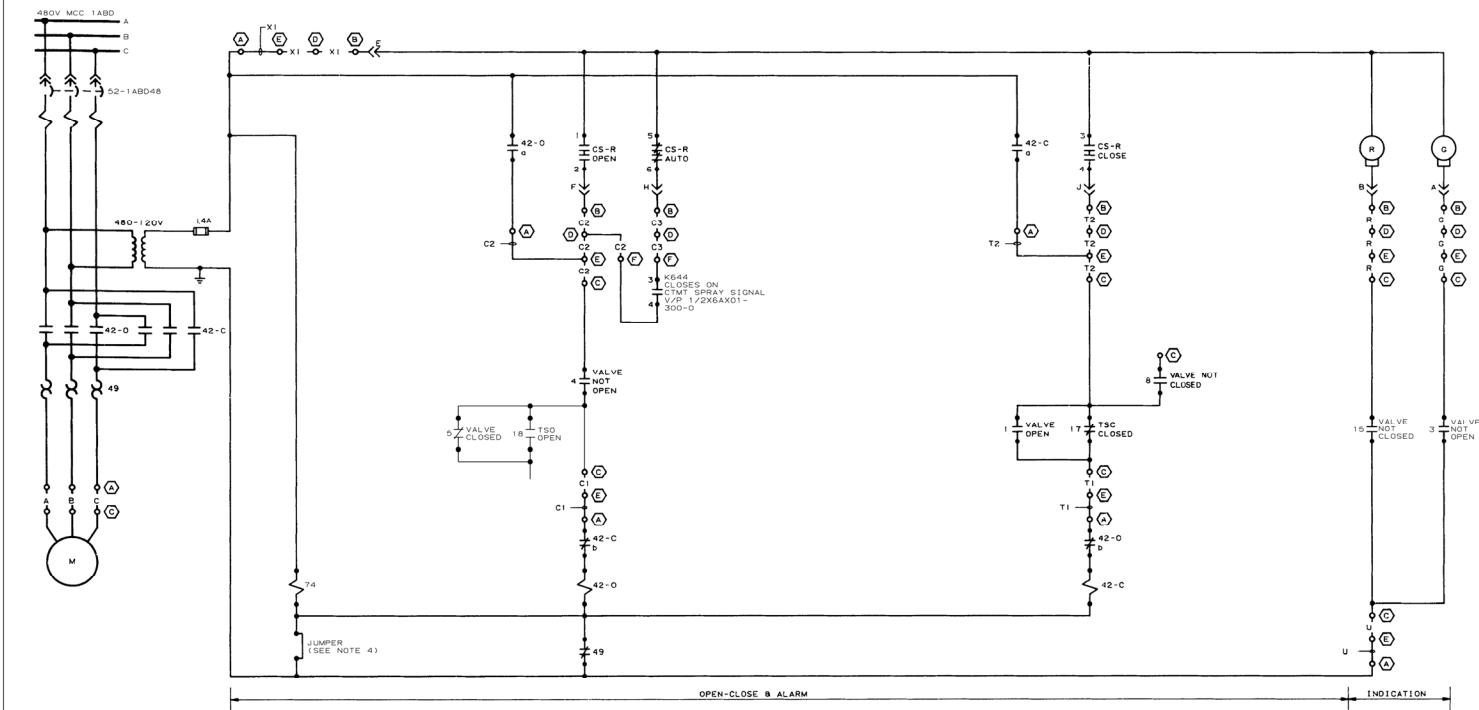 480V MCC 1ABD
A
B
C
52-1ABD48
480-120V
1.4A
42-O
42-C
49
A B C
A
C
M
X1
A
E
X1
D
X1
B
E
42-O
a
1
CS-R
OPEN
2
5
CS-R
AUTO
6
F
H
B
B
C2
C3
A
D
D
C2
C2
C2
C3
E
F
F
C2
C
K644
3
CLOSES ON
CTMT SPRAY SIGNAL
V/P 1/2X6AX01-
300-0
4
4
VALVE
NOT
OPEN
5
VALVE
CLOSED
18
TSO
OPEN
C
C1
E
C1
A
42-C
b
42-O
49
74
JUMPER
(SEE NOTE 4)
42-C
a
3
CS-R
CLOSE
4
J
B
T2
A
D
T2
T2
E
T2
C
C
8
VALVE NOT
CLOSED
1
VALVE
OPEN
17
TSC
CLOSED
C
T1
E
T1
A
42-O
b
42-C
R
G
B
A
B
B
R
G
D
D
R
G
E
E
R
G
C
C
15
VALVE
NOT
CLOSED
3
VALVE
NOT
OPEN
C
U
E
U
A
OPEN-CLOSE & ALARM
INDICATION